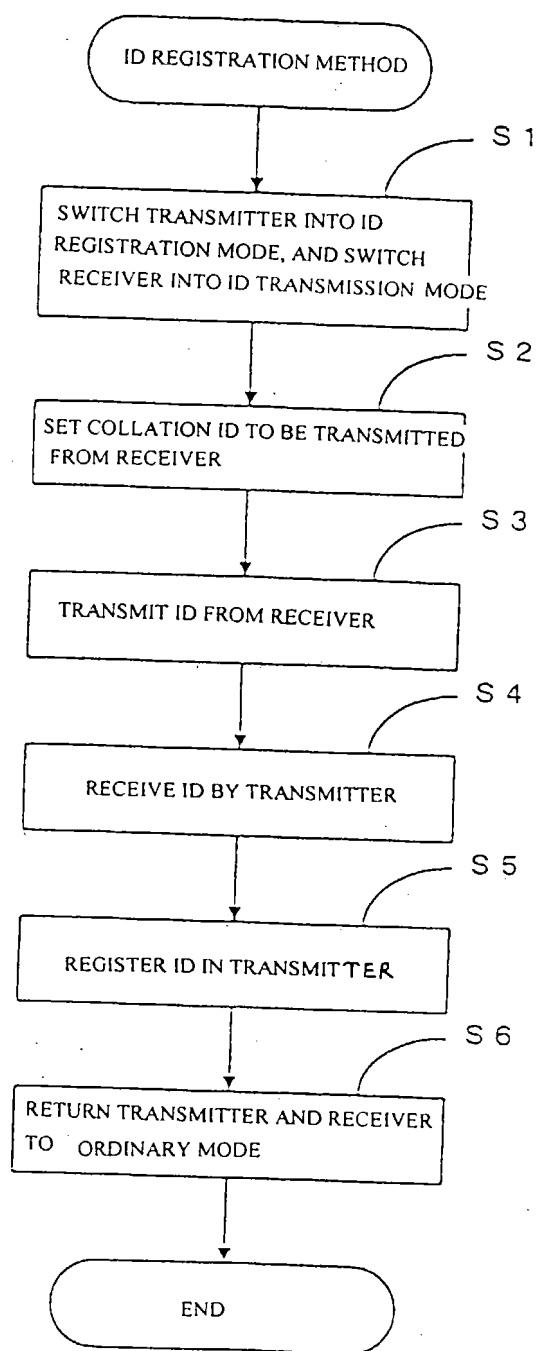 ID REGISTRATION METHOD
S 1
SWITCH TRANSMITTER INTO ID
REGISTRATION MODE, AND SWITCH
RECEIVER INTO ID TRANSMISSION MODE
S 2
SET COLLATION ID TO BE TRANSMITTED
FROM RECEIVER
S 3
TRANSMIT ID FROM RECEIVER
S 4
RECEIVE ID BY TRANSMITTER
S 5
REGISTER ID IN TRANSMITTER
S 6
RETURN TRANSMITTER AND RECEIVER
TO ORDINARY MODE
END